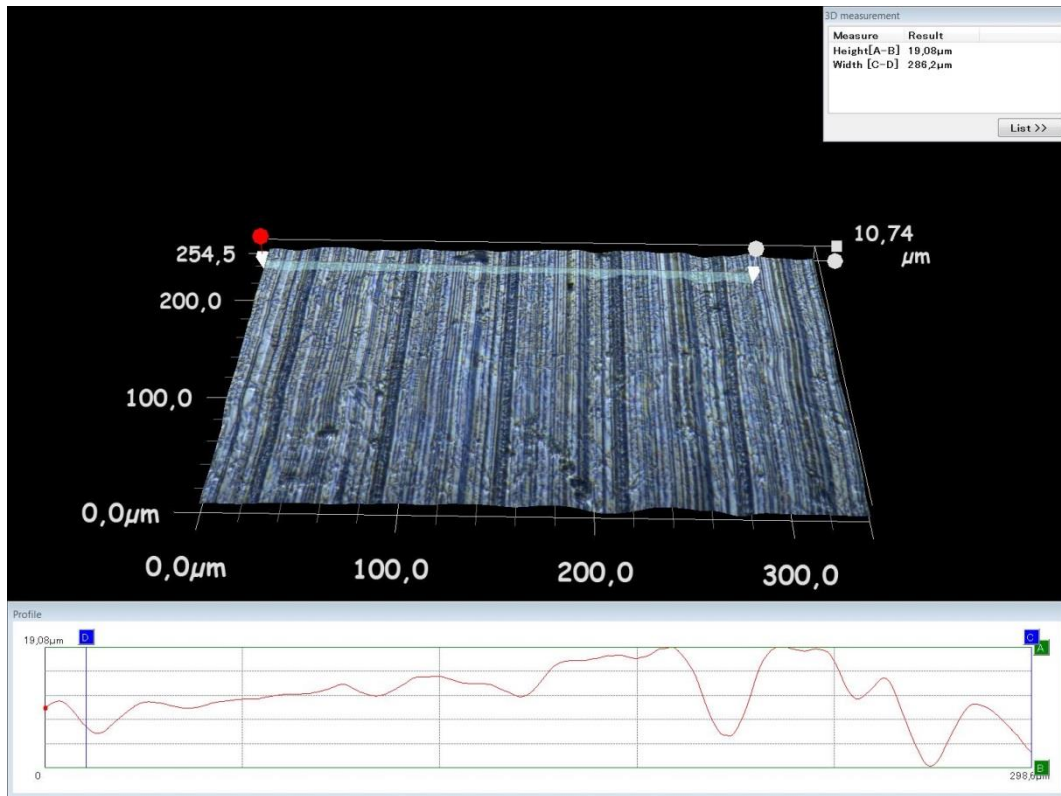 3D measurement
Measure Result
Height[A-B] 19,08µm
Width [C-D] 286,2µm
List >>
10,74
µm
254,5
200,0
100,0
0,0µm
0,0µm 100,0 200,0 300,0
Profile
19,08µm D C
A
B
0 298,6µm